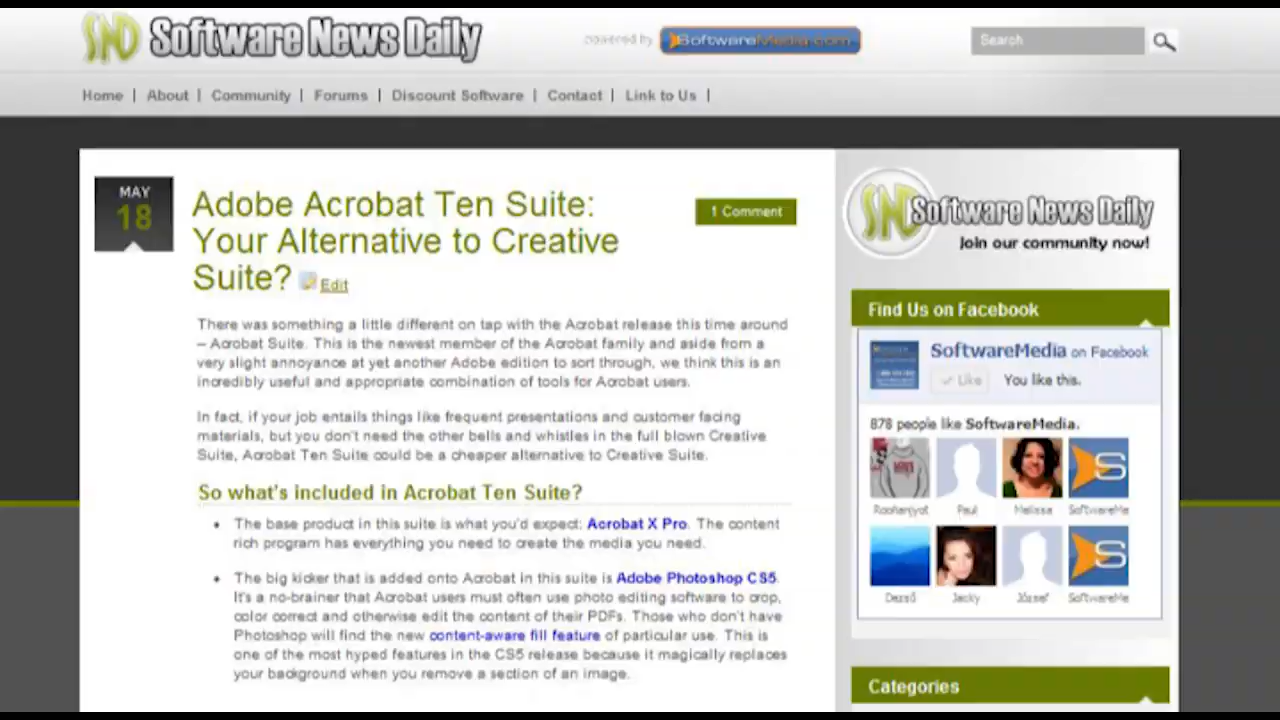 SND Software News Daily
powered by SoftwareMedia.com
Search
Home | About | Community | Forums | Discount Software | Contact | Link to Us |
MAY
18
Adobe Acrobat Ten Suite:
Your Alternative to Creative
Suite? Edit
1 Comment
There was something a little different on tap with the Acrobat release this time around
– Acrobat Suite. This is the newest member of the Acrobat family and aside from a
very slight annoyance at yet another Adobe edition to sort through, we think this is an
incredibly useful and appropriate combination of tools for Acrobat users.
In fact, if your job entails things like frequent presentations and customer facing
materials, but you don't need the other bells and whistles in the full blown Creative
Suite, Acrobat Ten Suite could be a cheaper alternative to Creative Suite.
So what's included in Acrobat Ten Suite?
• The base product in this suite is what you'd expect: Acrobat X Pro. The content
rich program has everything you need to create the media you need.
• The big kicker that is added onto Acrobat in this suite is Adobe Photoshop CS5.
It's a no-brainer that Acrobat users must often use photo editing software to crop,
color correct and otherwise edit the content of their PDFs. Those who don't have
Photoshop will find the new content-aware fill feature of particular use. This is
one of the most hyped features in the CS5 release because it magically replaces
your background when you remove a section of an image.
SND Software News Daily
Join our community now!
Find Us on Facebook
SoftwareMedia on Facebook
Like You like this.
878 people like SoftwareMedia.
Roohanjyot Paul Melissa SoftwareMe
Dezső Jacky József SoftwareMe
Categories